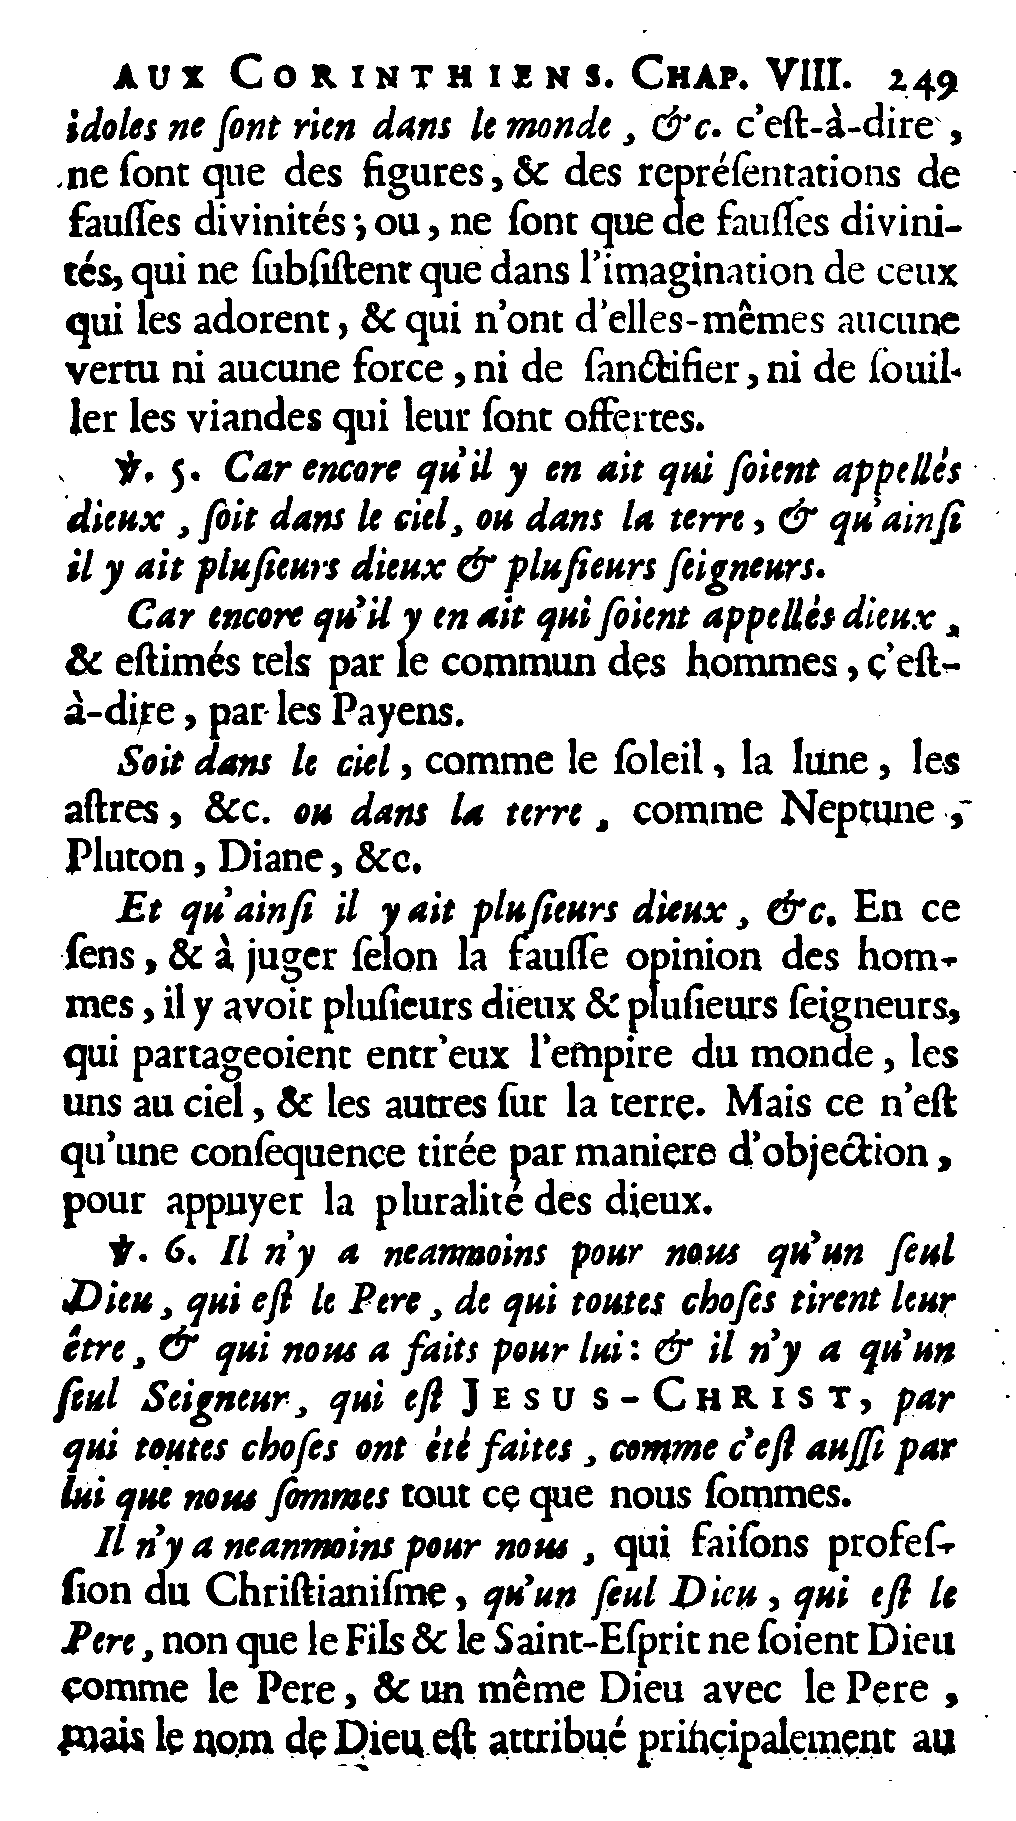 AUX CORINTHIENS. CHAP. VIII. 249
idoles ne ſont rien dans le monde, &c. c'eſt-à-dire,
ne ſont que des figures, & des repréſentations de
fauſſes divinités; ou, ne ſont que de fauſſes divini-
tés, qui ne ſubſiſtent que dans l'imagination de ceux
qui les adorent, & qui n'ont d'elles-mêmes aucune
vertu ni aucune force, ni de ſanctifier, ni de ſouil-
ler les viandes qui leur ſont offertes.
℣. 5. Car encore qu'il y en ait qui ſoient appellés
dieux, ſoit dans le ciel, ou dans la terre, & qu'ainſi
il y ait pluſieurs dieux & pluſieurs ſeigneurs.
Car encore qu'il y en ait qui ſoient appellés dieux,
& eſtimés tels par le commun des hommes, c'eſt-
à-dire, par les Payens.
Soit dans le ciel, comme le ſoleil, la lune, les
aſtres, &c. ou dans la terre, comme Neptune,
Pluton, Diane, &c.
Et qu'ainſi il y ait pluſieurs dieux, &c. En ce
ſens, & à juger ſelon la fauſſe opinion des hom-
mes, il y avoit pluſieurs dieux & pluſieurs ſeigneurs,
qui partageoient entr'eux l'empire du monde, les
uns au ciel, & les autres ſur la terre. Mais ce n'eſt
qu'une conſequence tirée par maniere d'objection,
pour appuyer la pluralité des dieux.
℣. 6. Il n'y a neanmoins pour nous qu'un ſeul
Dieu, qui eſt le Pere, de qui toutes choſes tirent leur
être, & qui nous a faits pour lui: & il n'y a qu'un
ſeul Seigneur, qui eſt JESUS-CHRIST, par
qui toutes choſes ont été faites, comme c'eſt auſſi par
lui que nous ſommes tout ce que nous ſommes.
Il n'y a neanmoins pour nous, qui faiſons profeſ-
ſion du Chriſtianiſme, qu'un ſeul Dieu, qui eſt le
Pere, non que le Fils & le Saint-Eſprit ne ſoient Dieu
comme le Pere, & un même Dieu avec le Pere,
mais le nom de Dieu eſt attribué principalement au